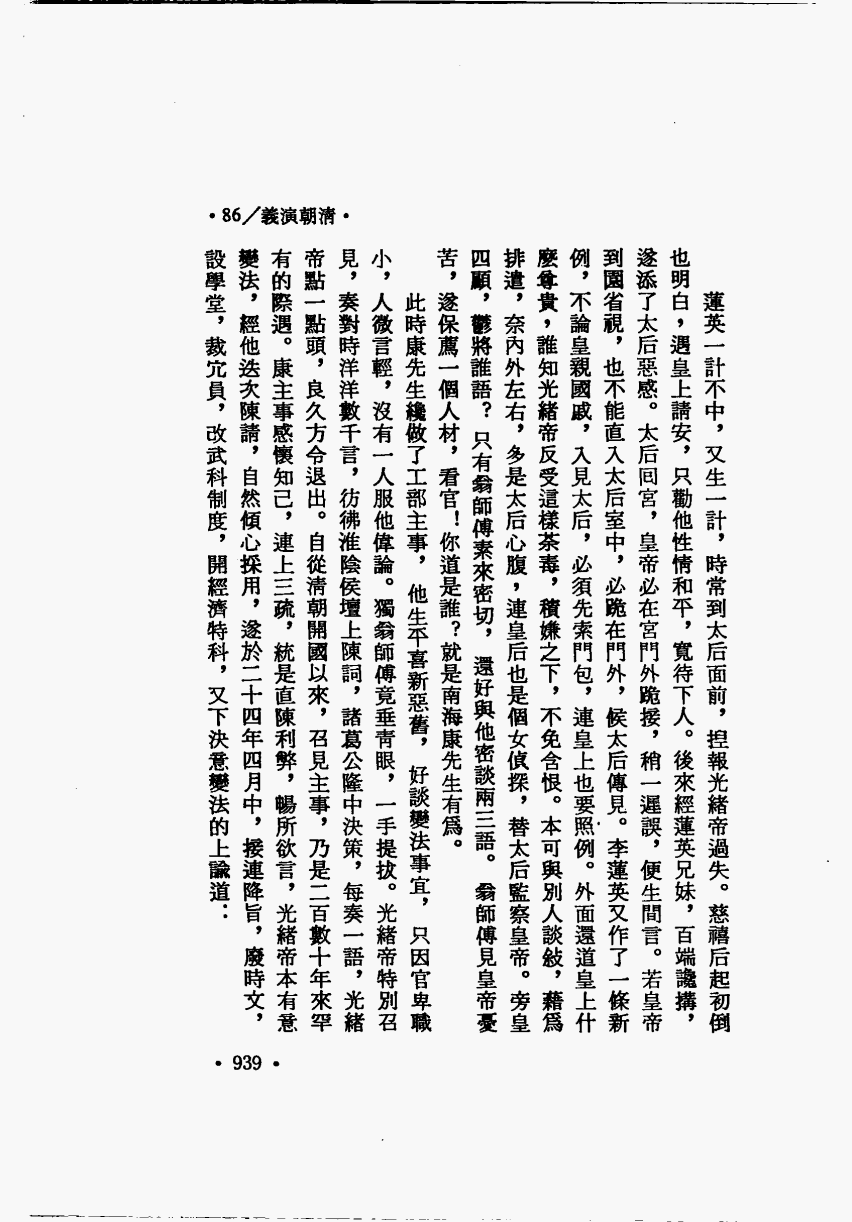 •86／義演朝清•
蓮英一計不中，又生一計，時常到太后面前，揑報光緒帝過失。慈禧后起初倒
也明白，遇皇上請安，只勸他性情和平，寬待下人。後來經蓮英兄妹，百端讒搆，
遂添了太后惡感。太后囘宮，皇帝必在宮門外跪接，稍一遲誤，便生間言。若皇帝
到園省視，也不能直入太后室中，必跪在門外，候太后傳見。李蓮英又作了一條新
例，不論皇親國戚，入見太后，必須先索門包，連皇上也要照例。外面還道皇上什
麼尊貴，誰知光緒帝反受這樣荼毒，積嫌之下，不免含恨。本可與別人談敍，藉爲
排遣，奈內外左右，多是太后心腹，連皇后也是個女偵探，替太后監察皇帝。旁皇
四顧，鬱將誰語？只有翁師傅素來密切，還好與他密談兩三語。翁師傅見皇帝憂
苦，遂保薦一個人材，看官！你道是誰？就是南海康先生有爲。
此時康先生纔做了工部主事，他生平喜新惡舊，好談變法事宜，只因官卑職
小，人微言輕，沒有一人服他偉論。獨翁師傅竟垂靑眼，一手提拔。光緒帝特別召
見，奏對時洋洋數千言，彷彿淮陰侯壇上陳詞，諸葛公隆中決策，每奏一語，光緒
帝點一點頭，良久方令退出。自從淸朝開國以來，召見主事，乃是二百數十年來罕
有的際遇。康主事感懷知己，連上三疏，統是直陳利弊，暢所欲言，光緒帝本有意
變法，經他迭次陳請，自然傾心採用，遂於二十四年四月中，接連降旨，廢時文，
設學堂，裁冗員，改武科制度，開經濟特科，又下決意變法的上諭道：
•939•